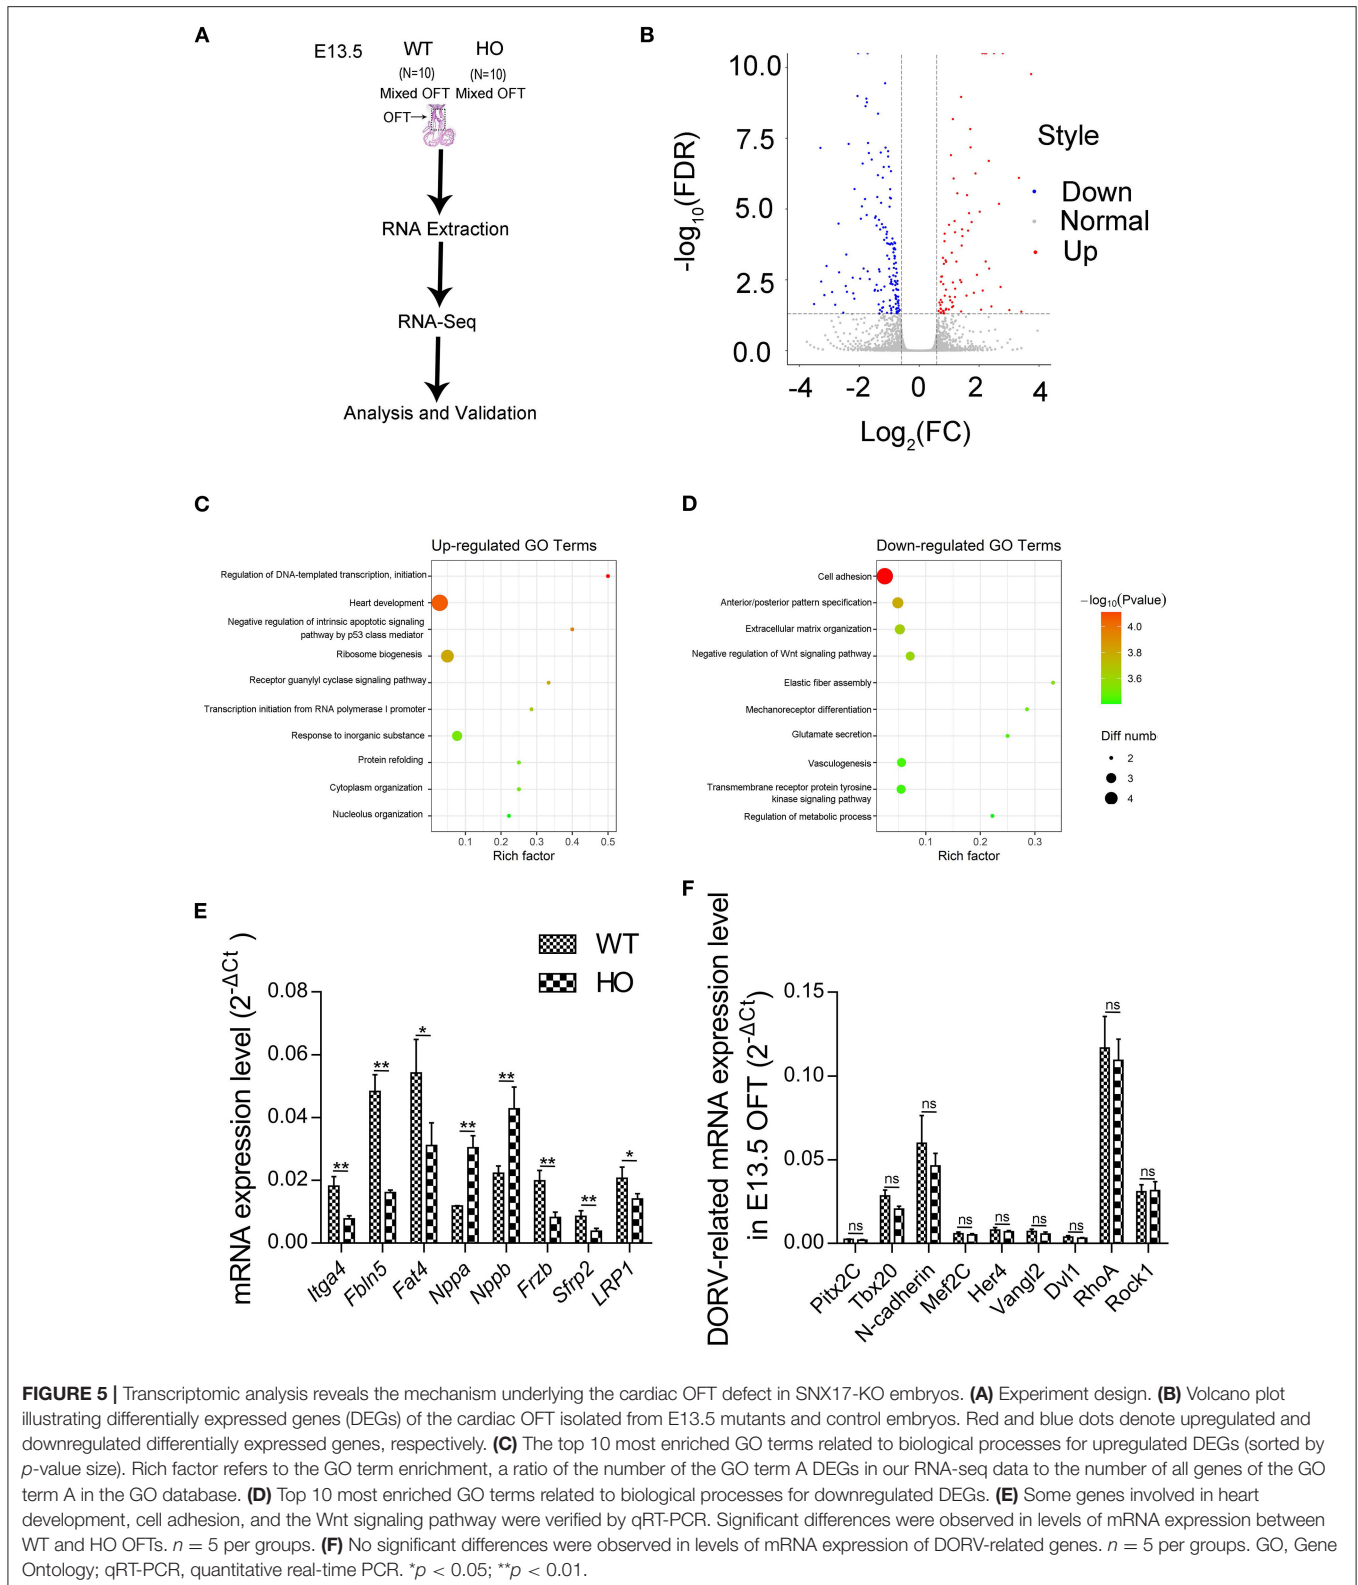 A
E13.5
WT
HO
(N=10)
(N=10)
Mixed OFT
Mixed OFT
OFT
RNA Extraction
RNA-Seq
Analysis and Validation
B
10.0
7.5
5.0
2.5
0.0
-log10(FDR)
-4
-2
0
2
4
Log2(FC)
Style
Down
Normal
Up
C
Up-regulated GO Terms
Regulation of DNA-templated transcription, initiation
Heart development
Negative regulation of intrinsic apoptotic signaling
pathway by p53 class mediator
Ribosome biogenesis
Receptor guanylyl cyclase signaling pathway
Transcription initiation from RNA polymerase I promoter
Response to inorganic substance
Protein refolding
Cytoplasm organization
Nucleolus organization
0.1
0.2
0.3
0.4
0.5
Rich factor
D
Down-regulated GO Terms
Cell adhesion
Anterior/posterior pattern specification
Extracellular matrix organization
Negative regulation of Wnt signaling pathway
Elastic fiber assembly
Mechanoreceptor differentiation
Glutamate secretion
Vasculogenesis
Transmembrane receptor protein tyrosine
kinase signaling pathway
Regulation of metabolic process
0.1
0.2
0.3
Rich factor
−log10(Pvalue)
4.0
3.8
3.6
Diff numb
2
3
4
E
mRNA expression level (2-ΔCt )
WT
HO
0.08
0.06
0.04
0.02
0.00
**
**
*
**
**
**
**
*
Itga4
Fbln5
Fat4
Nppa
Nppb
Frzb
Sfrp2
LRP1
F
DORV-related mRNA expression level
in E13.5 OFT (2-ΔCt)
0.15
0.10
0.05
0.00
ns
ns
ns
ns
ns
ns
ns
ns
ns
Pitx2C
Tbx20
N-cadherin
Mef2C
Her4
Vangl2
Dvl1
RhoA
Rock1
FIGURE 5 | Transcriptomic analysis reveals the mechanism underlying the cardiac OFT defect in SNX17-KO embryos. (A) Experiment design. (B) Volcano plot
illustrating differentially expressed genes (DEGs) of the cardiac OFT isolated from E13.5 mutants and control embryos. Red and blue dots denote upregulated and
downregulated differentially expressed genes, respectively. (C) The top 10 most enriched GO terms related to biological processes for upregulated DEGs (sorted by
p-value size). Rich factor refers to the GO term enrichment, a ratio of the number of the GO term A DEGs in our RNA-seq data to the number of all genes of the GO
term A in the GO database. (D) Top 10 most enriched GO terms related to biological processes for downregulated DEGs. (E) Some genes involved in heart
development, cell adhesion, and the Wnt signaling pathway were verified by qRT-PCR. Significant differences were observed in levels of mRNA expression between
WT and HO OFTs. n = 5 per groups. (F) No significant differences were observed in levels of mRNA expression of DORV-related genes. n = 5 per groups. GO, Gene
Ontology; qRT-PCR, quantitative real-time PCR. *p < 0.05; **p < 0.01.